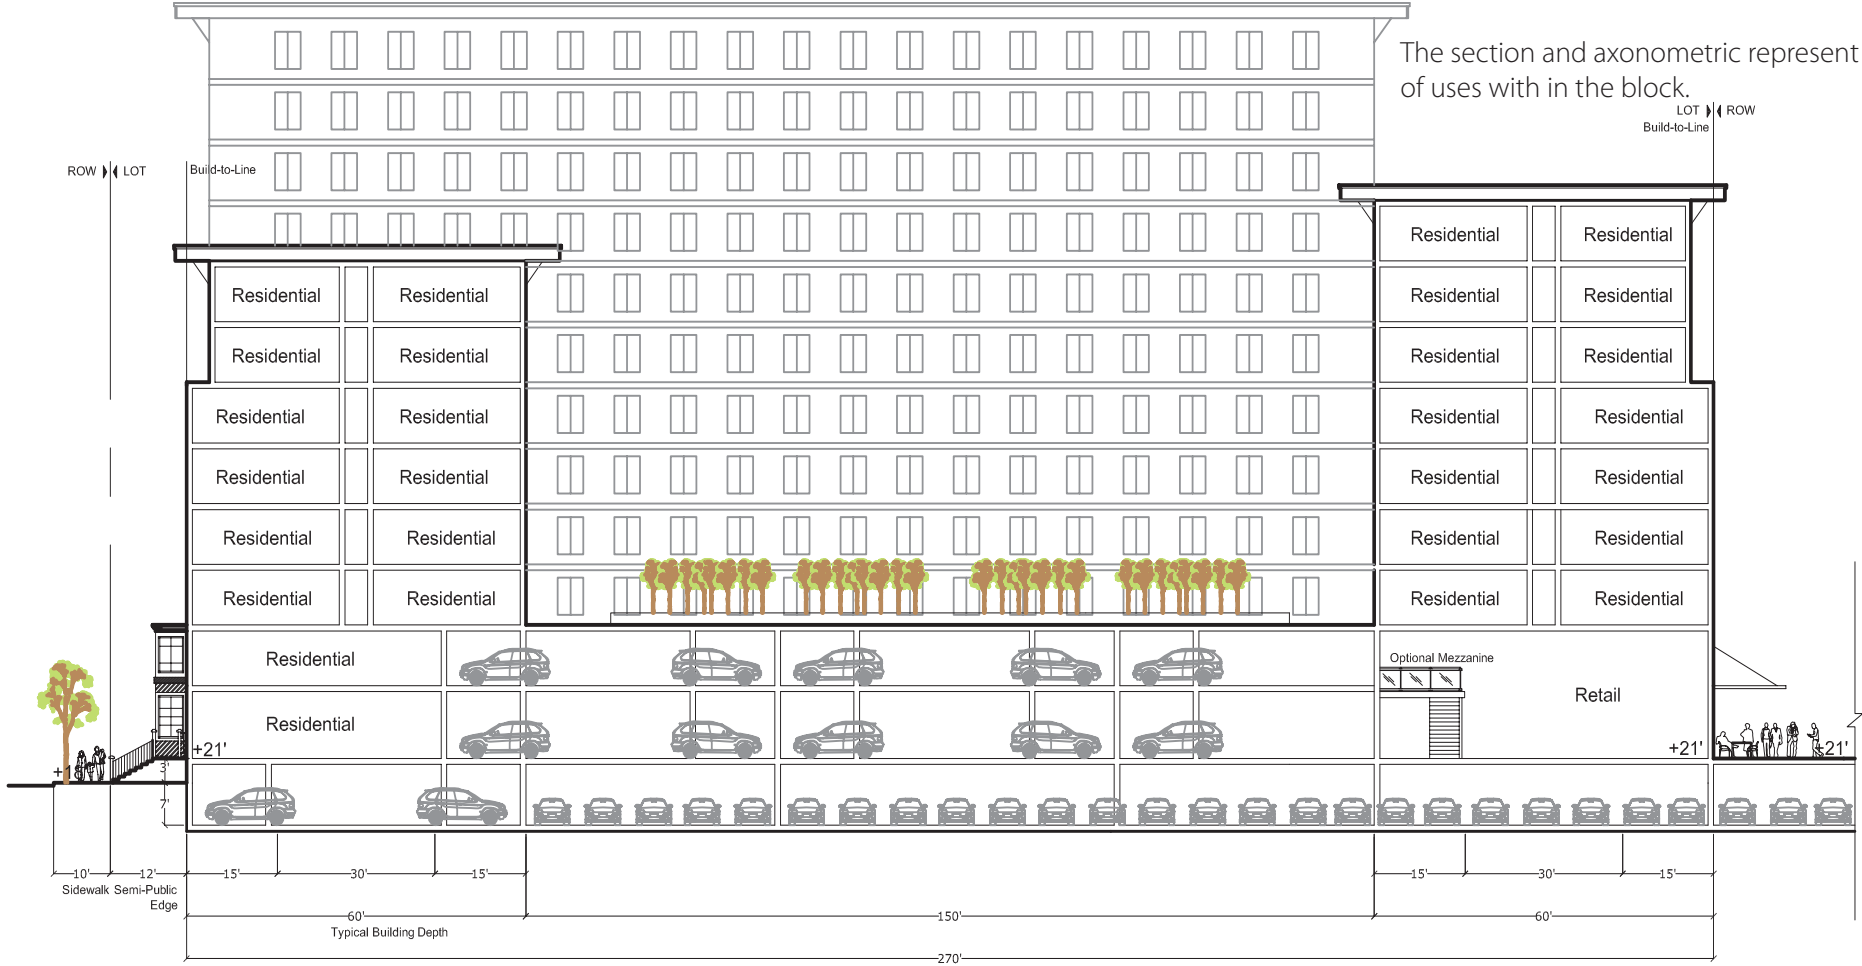 The section and axonometric represent
of uses with in the block.
LOT ROW
Build-to-Line
ROW LOT
Build-to-Line
Residential Residential
Residential Residential Residential Residential
Residential Residential Residential Residential
Residential Residential Residential Residential
Residential Residential Residential Residential
Residential Residential Residential Residential
Residential Residential Residential Residential
Residential Optional Mezzanine
Retail
Residential
+21' +21' +21'
3'
7'
10' 12' 15' 30' 15' 15' 30' 15'
Sidewalk Semi-Public
Edge
60' 150' 60'
Typical Building Depth
270'